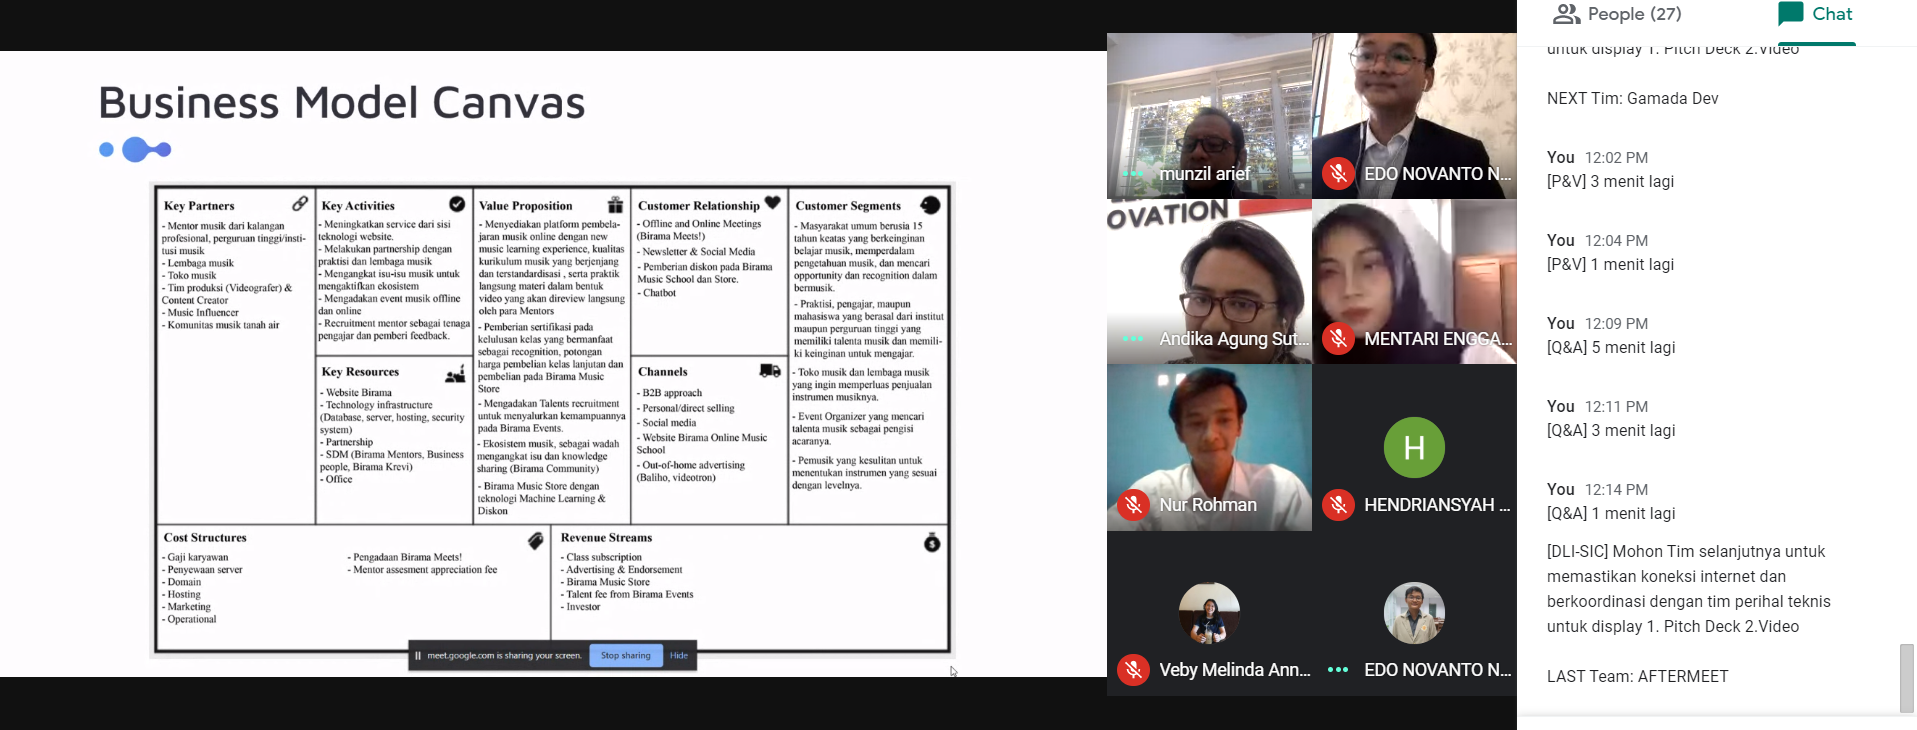 Business Model Canvas
Key Partners
- Mentor musik dari kalangan
profesional, perguruan tinggi/insti-
tusi musik
- Lembaga musik
- Toko musik
- Tim produksi (Videografer) &
Content Creator
- Music Influencer
- Komunitas musik tanah air
Key Activities
- Meningkatkan service dari sisi
teknologi website.
- Melakukan partnership dengan
praktisi dan lembaga musik
- Mengangkat isu-isu musik untuk
mengaktifkan ekosistem
- Mengadakan event musik offline
dan online
- Recruitment mentor sebagai tenaga
pengajar dan pemberi feedback.
Key Resources
- Website Birama
- Technology infrastructure
(Database, server, hosting, security
system)
- Partnership
- SDM (Birama Mentors, Business
people, Birama Krevi)
- Office
Value Proposition
- Menyediakan platform pembela-
jaran musik online dengan new
music learning experience, kualitas
kurikulum musik yang berjenjang
dan terstandardisasi , serta praktik
langsung materi dalam bentuk
video yang akan direview langsung
oleh para Mentors
- Pemberian sertifikasi pada
kelulusan kelas yang bermanfaat
sebagai recognition, potongan
harga pembelian kelas lanjutan dan
pembelian pada Birama Music
Store
- Mengadakan Talents recruitment
untuk menyalurkan kemampuannya
pada Birama Events.
- Ekosistem musik, sebagai wadah
mengangkat isu dan knowledge
sharing (Birama Community)
- Birama Music Store dengan
teknologi Machine Learning &
Diskon
Customer Relationship
- Offline and Online Meetings
(Birama Meets!)
- Newsletter & Social Media
- Pemberian diskon pada Birama
Music School dan Store.
- Chatbot
Channels
- B2B approach
- Personal/direct selling
- Social media
- Website Birama Online Music
School
- Out-of-home advertising
(Baliho, videotron)
Customer Segments
- Masyarakat umum berusia 15
tahun keatas yang berkeinginan
belajar musik, memperdalam
pengetahuan musik, dan mencari
opportunity dan recognition dalam
bermusik.
- Praktisi, pengajar, maupun
mahasiswa yang berasal dari institut
maupun perguruan tinggi yang
memiliki talenta musik dan memili-
ki keinginan untuk mengajar.
- Toko musik dan lembaga musik
yang ingin memperluas penjualan
instrumen musiknya.
- Event Organizer yang mencari
talenta musik sebagai pengisi
acaranya.
- Pemusik yang kesulitan untuk
menentukan instrumen yang sesuai
dengan levelnya.
Cost Structures
- Gaji karyawan
- Penyewaan server
- Domain
- Hosting
- Marketing
- Operational
- Pengadaan Birama Meets!
- Mentor assesment appreciation fee
Revenue Streams
- Class subscription
- Advertising & Endorsement
- Birama Music Store
- Talent fee from Birama Events
- Investor
meet.google.com is sharing your screen.
Stop sharing
Hide
munzil arief
EDO NOVANTO N...
OVATION
Andika Agung Sut...
MENTARI ENGGA...
Nur Rohman
H
HENDRIANSYAH ...
Veby Melinda Ann...
EDO NOVANTO N...
People (27)
Chat
untuk display 1. Pitch Deck 2.Video
NEXT Tim: Gamada Dev
You 12:02 PM
[P&V] 3 menit lagi
You 12:04 PM
[P&V] 1 menit lagi
You 12:09 PM
[Q&A] 5 menit lagi
You 12:11 PM
[Q&A] 3 menit lagi
You 12:14 PM
[Q&A] 1 menit lagi
[DLI-SIC] Mohon Tim selanjutnya untuk
memastikan koneksi internet dan
berkoordinasi dengan tim perihal teknis
untuk display 1. Pitch Deck 2.Video
LAST Team: AFTERMEET